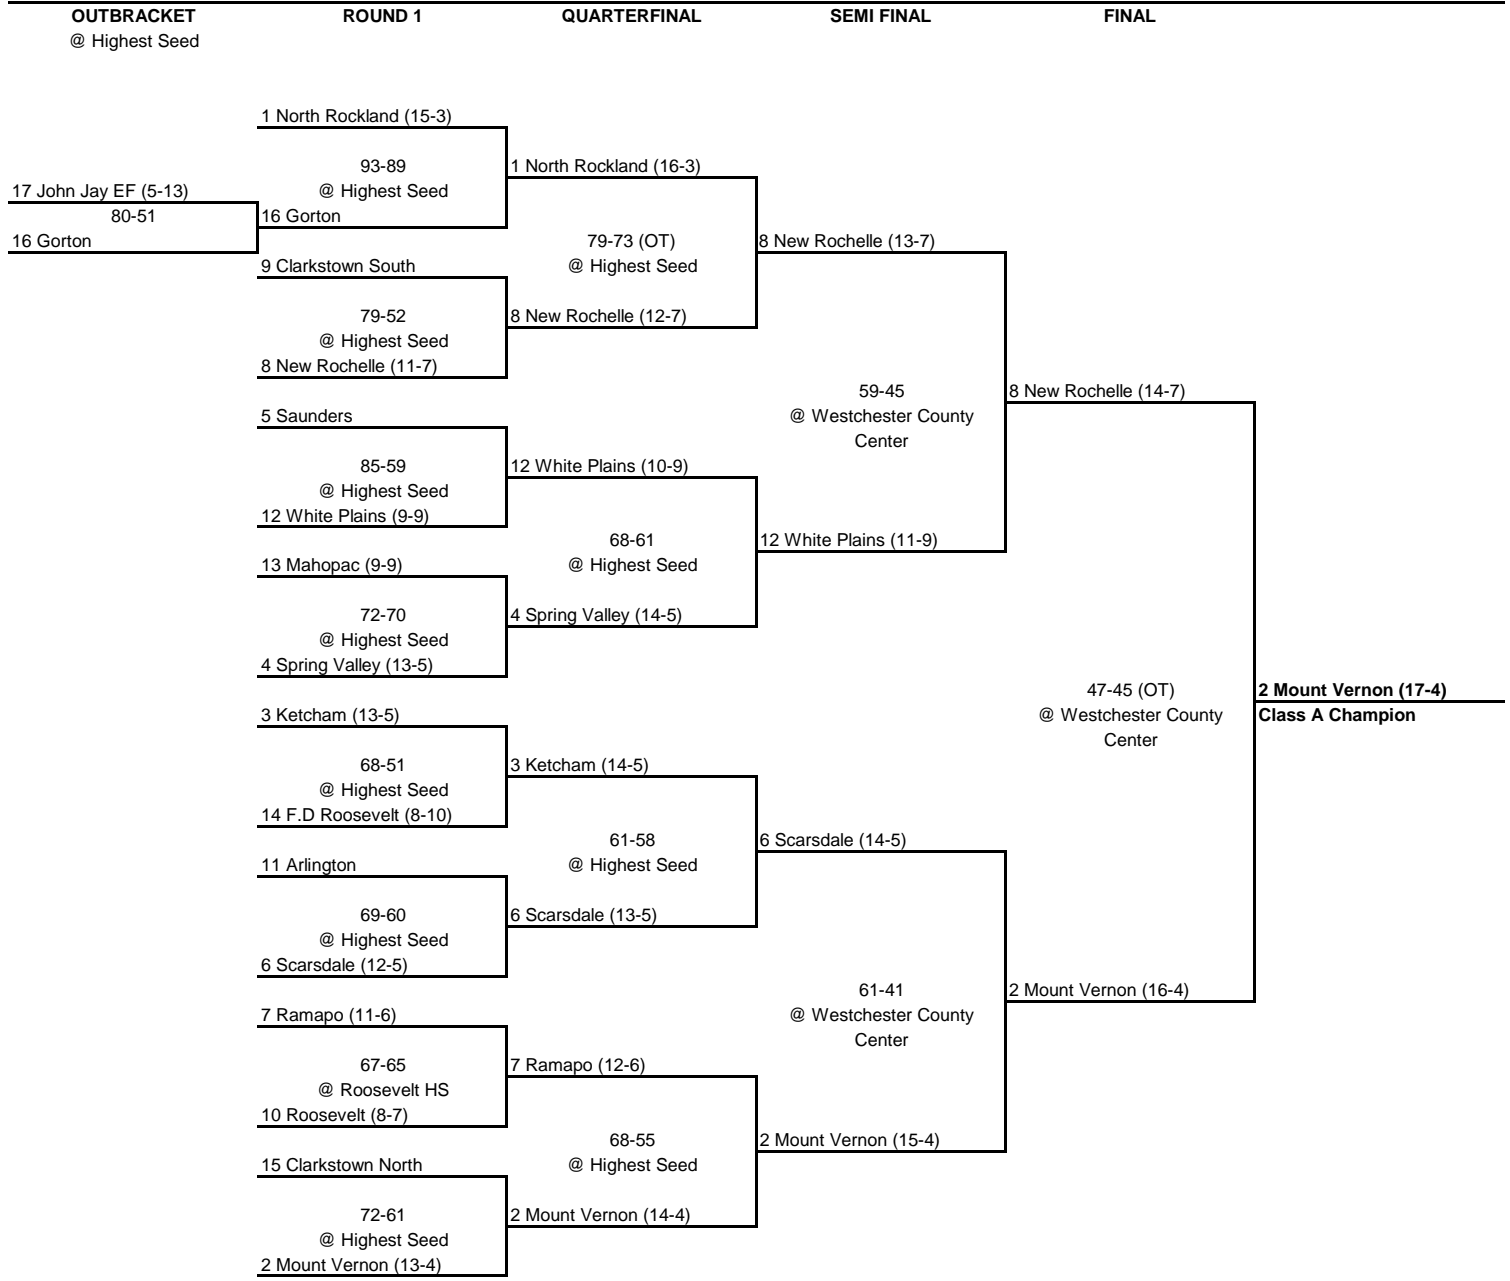 OUTBRACKET ROUND 1 QUARTERFINAL SEMI FINAL FINAL
@ Highest Seed
1 North Rockland (15-3)
93-89 1 North Rockland (16-3)
17 John Jay EF (5-13) @ Highest Seed
80-51 16 Gorton
16 Gorton 79-73 (OT) 8 New Rochelle (13-7)
9 Clarkstown South @ Highest Seed
79-52 8 New Rochelle (12-7)
@ Highest Seed
8 New Rochelle (11-7)
59-45 8 New Rochelle (14-7)
5 Saunders @ Westchester County
Center
85-59 12 White Plains (10-9)
@ Highest Seed
12 White Plains (9-9)
68-61 12 White Plains (11-9)
13 Mahopac (9-9) @ Highest Seed
72-70 4 Spring Valley (14-5)
@ Highest Seed
4 Spring Valley (13-5)
47-45 (OT) 2 Mount Vernon (17-4)
3 Ketcham (13-5) @ Westchester County Class A Champion
Center
68-51 3 Ketcham (14-5)
@ Highest Seed
14 F.D Roosevelt (8-10)
61-58 6 Scarsdale (14-5)
11 Arlington @ Highest Seed
69-60 6 Scarsdale (13-5)
@ Highest Seed
6 Scarsdale (12-5)
61-41 2 Mount Vernon (16-4)
7 Ramapo (11-6) @ Westchester County
Center
67-65 7 Ramapo (12-6)
@ Roosevelt HS
10 Roosevelt (8-7)
68-55 2 Mount Vernon (15-4)
15 Clarkstown North @ Highest Seed
72-61 2 Mount Vernon (14-4)
@ Highest Seed
2 Mount Vernon (13-4)